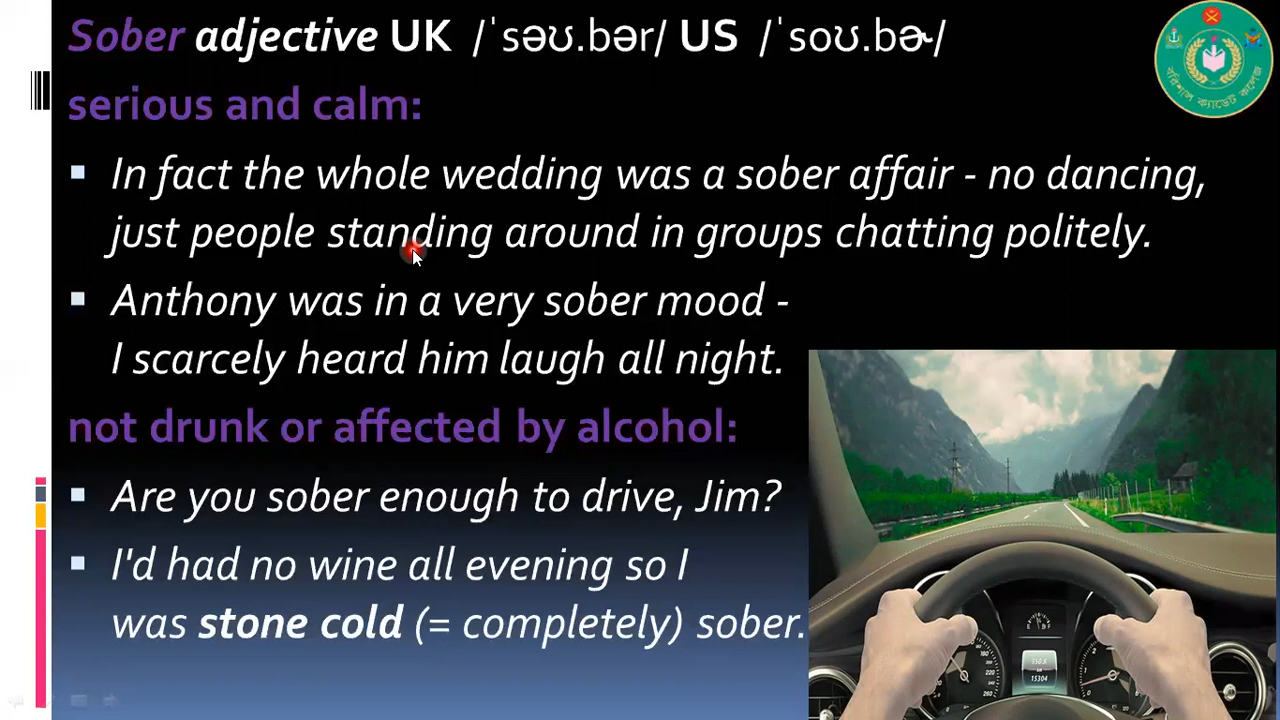 Sober adjective UK /ˈsəʊ.bər/ US /ˈsoʊ.bɚ/
serious and calm:
In fact the whole wedding was a sober affair - no dancing,
just people standing around in groups chatting politely.
Anthony was in a very sober mood -
I scarcely heard him laugh all night.
not drunk or affected by alcohol:
Are you sober enough to drive, Jim?
I'd had no wine all evening so I
was stone cold (= completely) sober.
বরিশাল ক্যাডেট কলেজ
15304